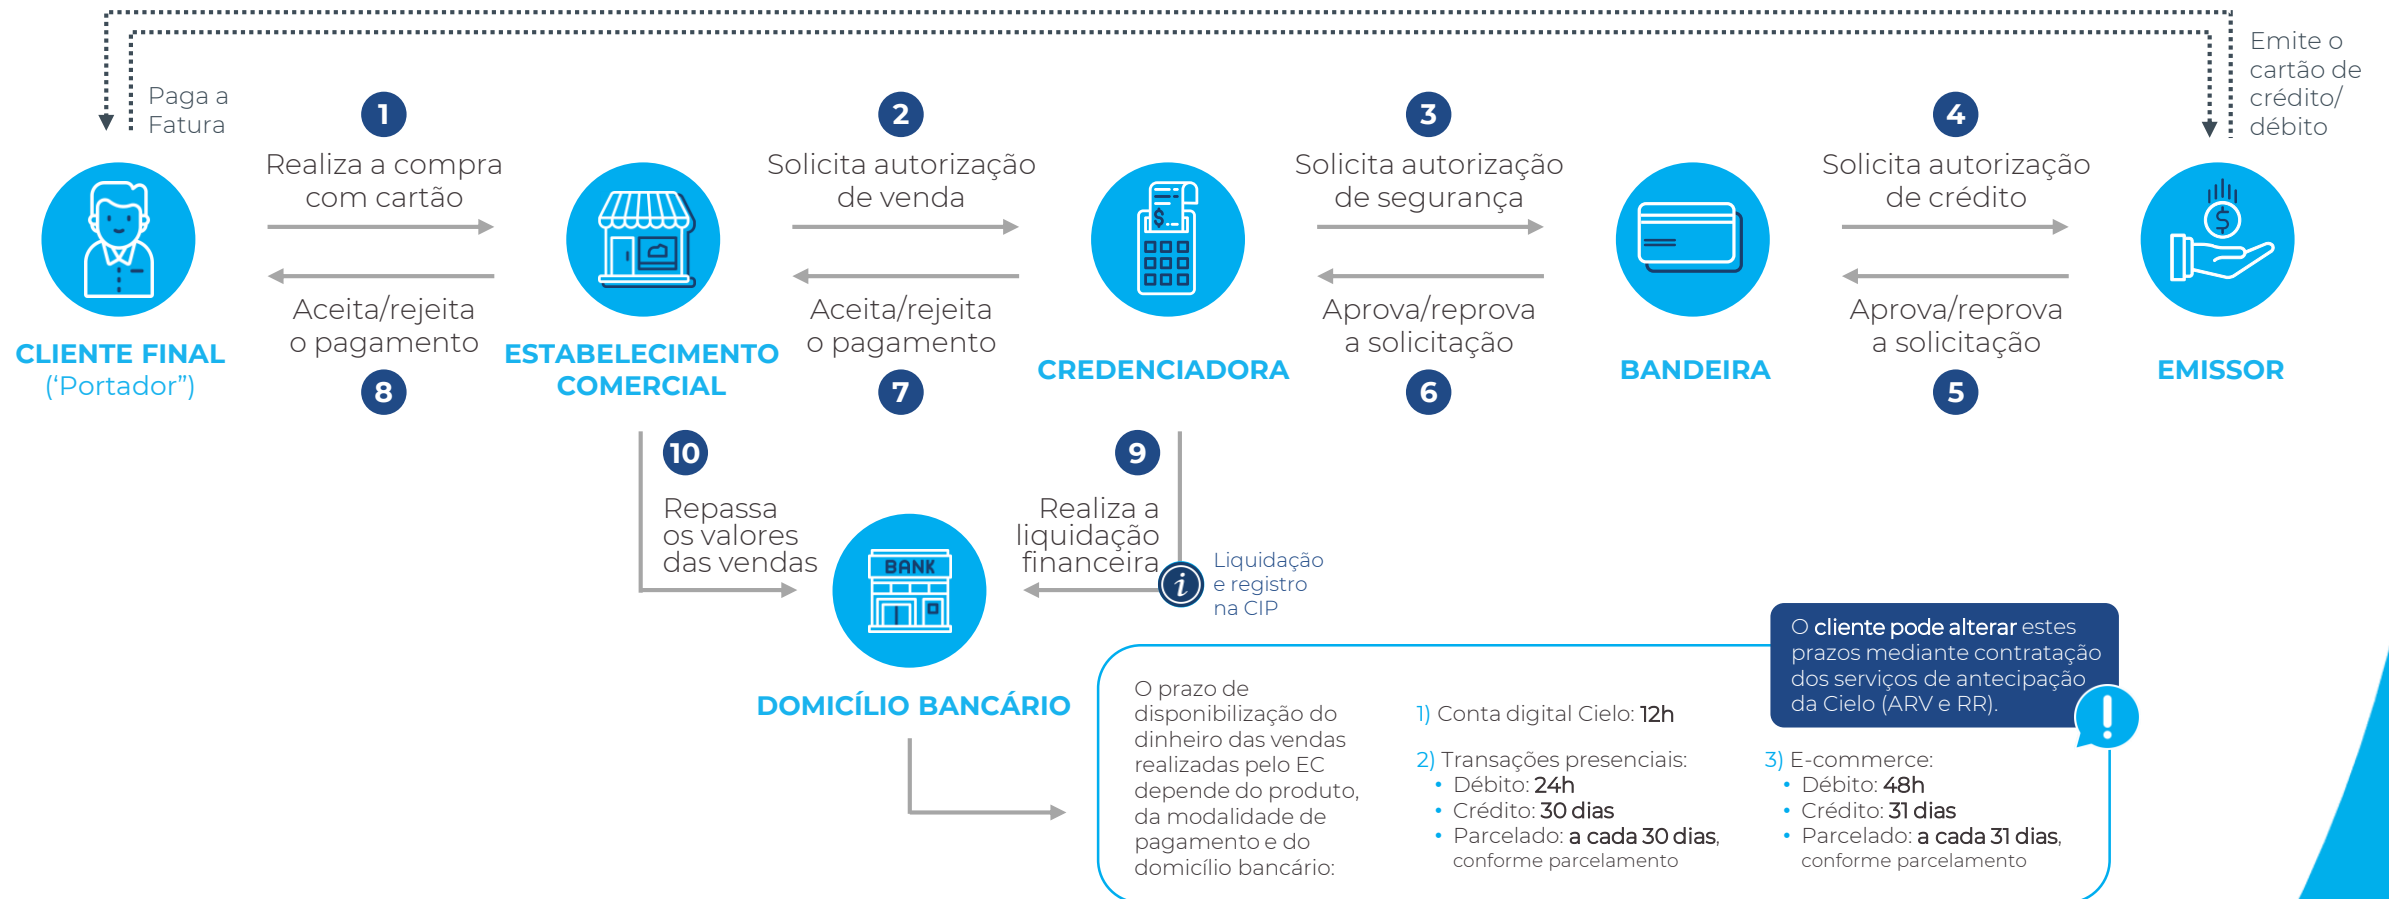 Emite o
cartão de
crédito/
débito
Paga a
Fatura
1
Realiza a compra
com cartão
2
Solicita autorização
de venda
3
Solicita autorização
de segurança
4
Solicita autorização
de crédito
$
$
Aceita/rejeita
o pagamento
8
Aceita/rejeita
o pagamento
7
Aprova/reprova
a solicitação
6
Aprova/reprova
a solicitação
5
CLIENTE FINAL
(‘Portador”)
ESTABELECIMENTO
COMERCIAL
CREDENCIADORA
BANDEIRA
EMISSOR
10
Repassa
os valores
das vendas
9
Realiza a
liquidação
financeira
i
Liquidação
e registro
na CIP
BANK
DOMICÍLIO BANCÁRIO
O cliente pode alterar estes
prazos mediante contratação
dos serviços de antecipação
da Cielo (ARV e RR).
!
O prazo de
disponibilização do
dinheiro das vendas
realizadas pelo EC
depende do produto,
da modalidade de
pagamento e do
domicílio bancário:
1) Conta digital Cielo: 12h
2) Transações presenciais:
• Débito: 24h
• Crédito: 30 dias
• Parcelado: a cada 30 dias,
conforme parcelamento
3) E-commerce:
• Débito: 48h
• Crédito: 31 dias
• Parcelado: a cada 31 dias,
conforme parcelamento